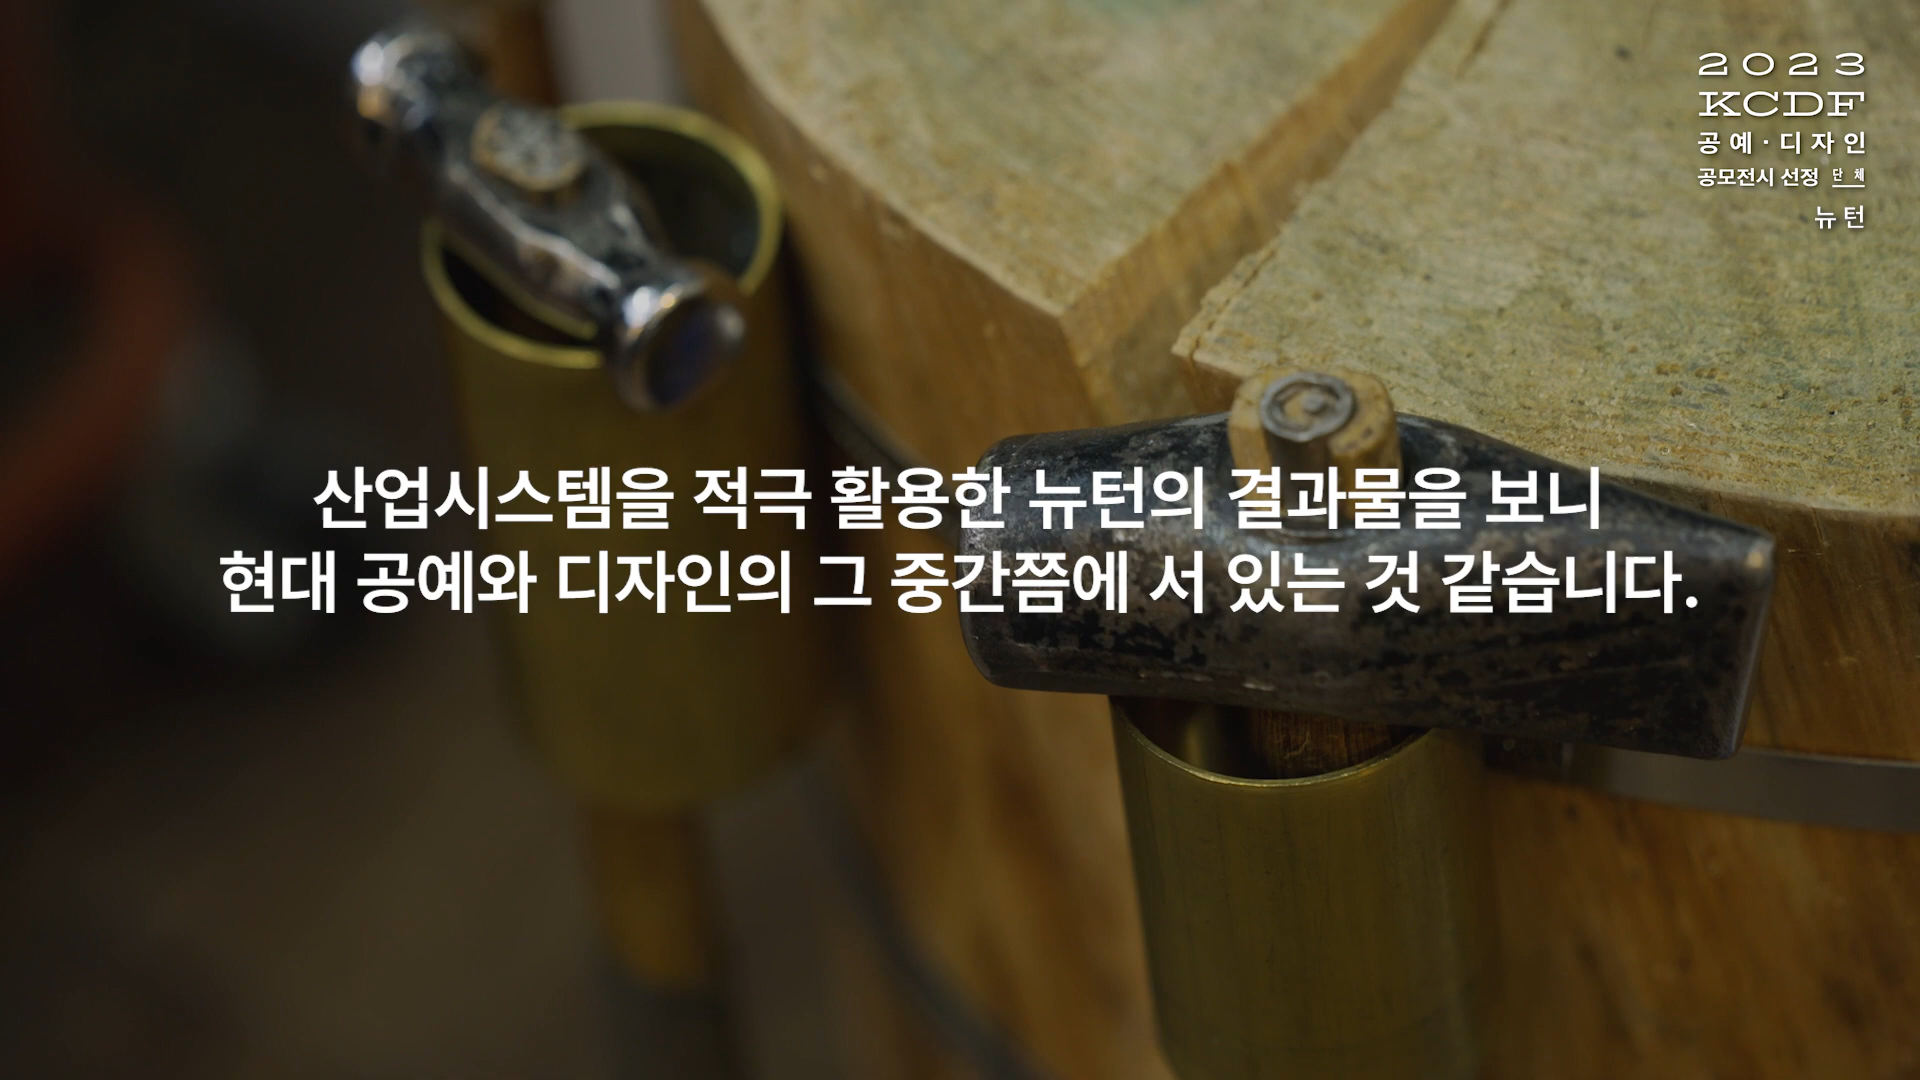 2023
KCDF
공예·디자인
공모전시 선정 단체
뉴턴
산업시스템을 적극 활용한 뉴턴의 결과물을 보니
현대 공예와 디자인의 그 중간쯤에 서 있는 것 같습니다.